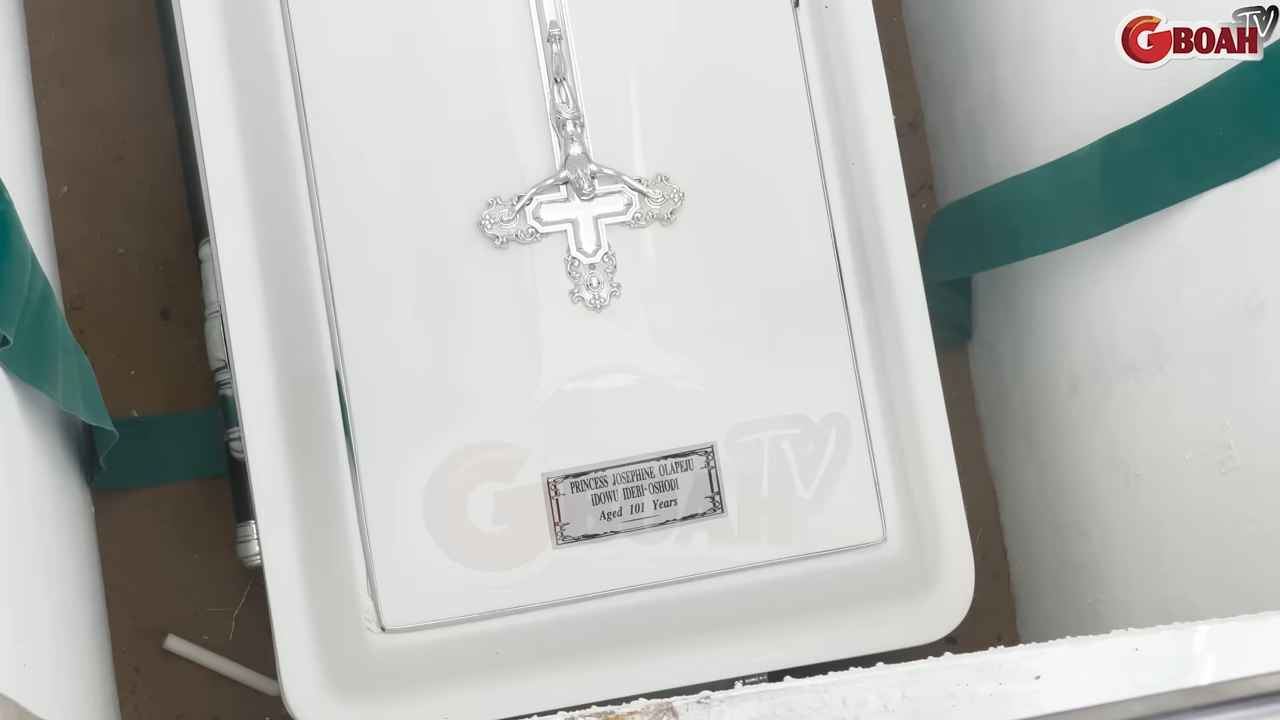 GBOAH TV
PRINCESS JOSEPHINE OLAPEJU
IDOWU IDEBI-OSHODI
Aged 101 Years
GBOAH TV